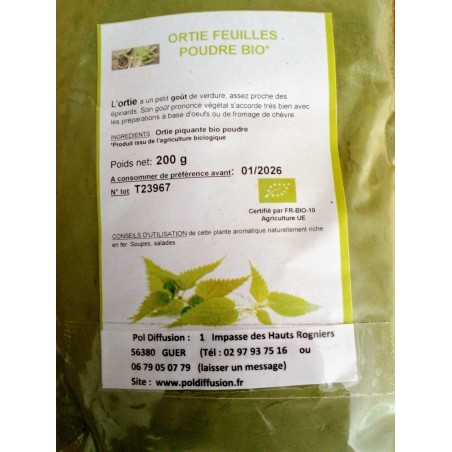 ORTIE FEUILLES
POUDRE BIO*
L'ortie a un petit goût de verdure, assez proche des
épinards. Son goût prononcé végétal s'accorde très bien avec
les préparations à base d'oeufs ou de fromage de chèvre.
INGREDIENTS : Ortie piquante bio poudre
*Produit issu de l'agriculture biologique
Poids net: 200 g
A consommer de préférence avant: 01/2026
N° lot T23967
Certifié par FR-BIO-10
Agriculture UE
CONSEILS D'UTILISATION de cette plante aromatique naturellement riche
en fer. Soupes, salades
Pol Diffusion : 1 Impasse des Hauts Rogniers
56380 GUER (Tél : 02 97 93 75 16 ou
06 79 05 07 79 (laisser un message)
Site : www.poldiffusion.fr